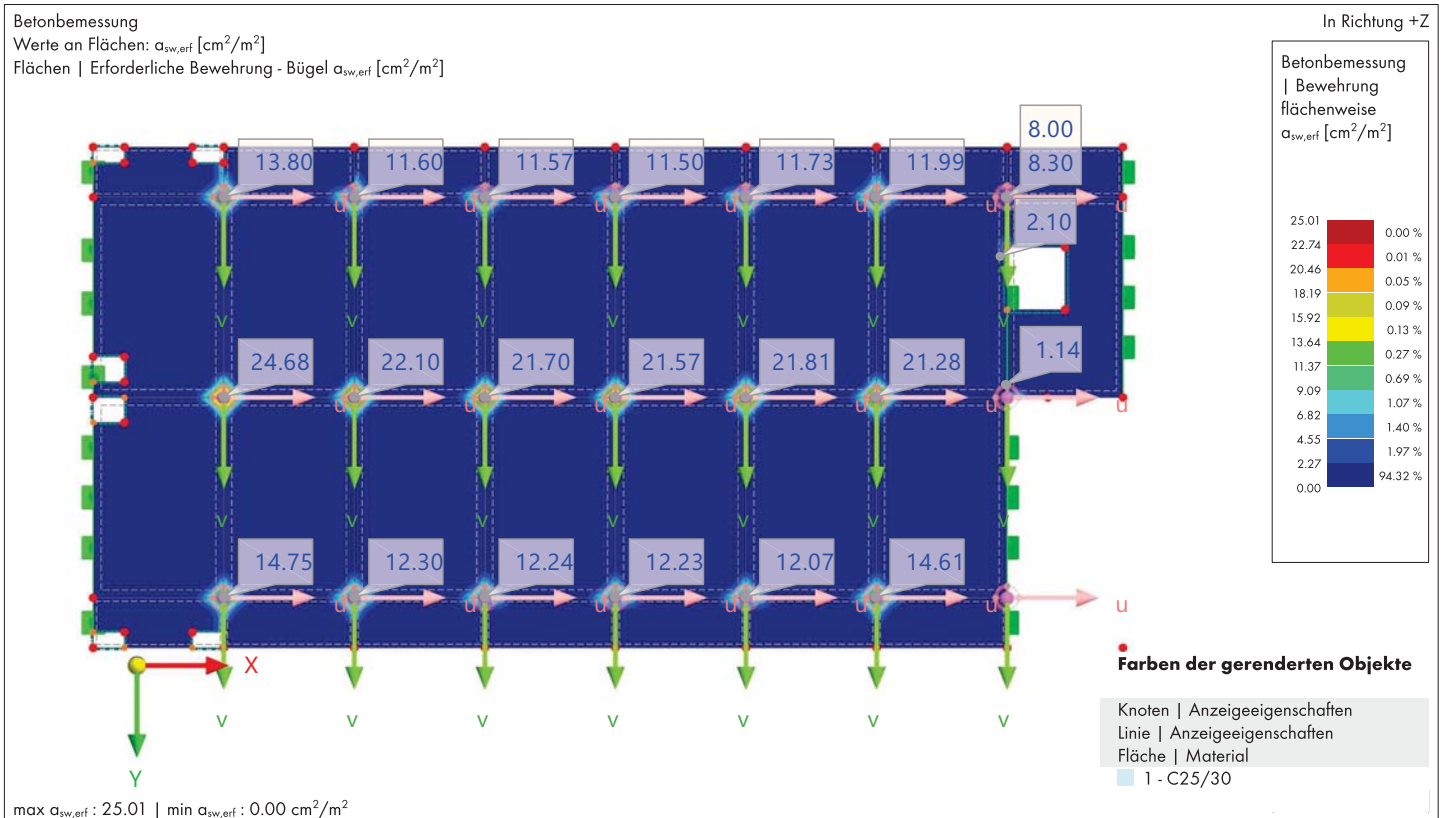 Betonbemessung
Werte an Flächen: asw,erf [cm²/m²]
Flächen | Erforderliche Bewehrung - Bügel asw,erf [cm²/m²]
In Richtung +Z
Betonbemessung
| Bewehrung
flächenweise
asw,erf [cm²/m²]
25.01
22.74
20.46
18.19
15.92
13.64
11.37
9.09
6.82
4.55
2.27
0.00
0.00 %
0.01 %
0.05 %
0.09 %
0.13 %
0.27 %
0.69 %
1.07 %
1.40 %
1.97 %
94.32 %
8.00
13.80 11.60 11.57 11.50 11.73 11.99 8.30
u u u u u u u
2.10
v v v v v v v
24.68 22.10 21.70 21.57 21.81 21.28 1.14
u u u u u u u
v v v v v v v
14.75 12.30 12.24 12.23 12.07 14.61
u u u u u u u
X
v v v v v v v
Y
Farben der gerenderten Objekte
Knoten | Anzeigeeigenschaften
Linie | Anzeigeeigenschaften
Fläche | Material
1 - C25/30
max asw,erf : 25.01 | min asw,erf : 0.00 cm²/m²